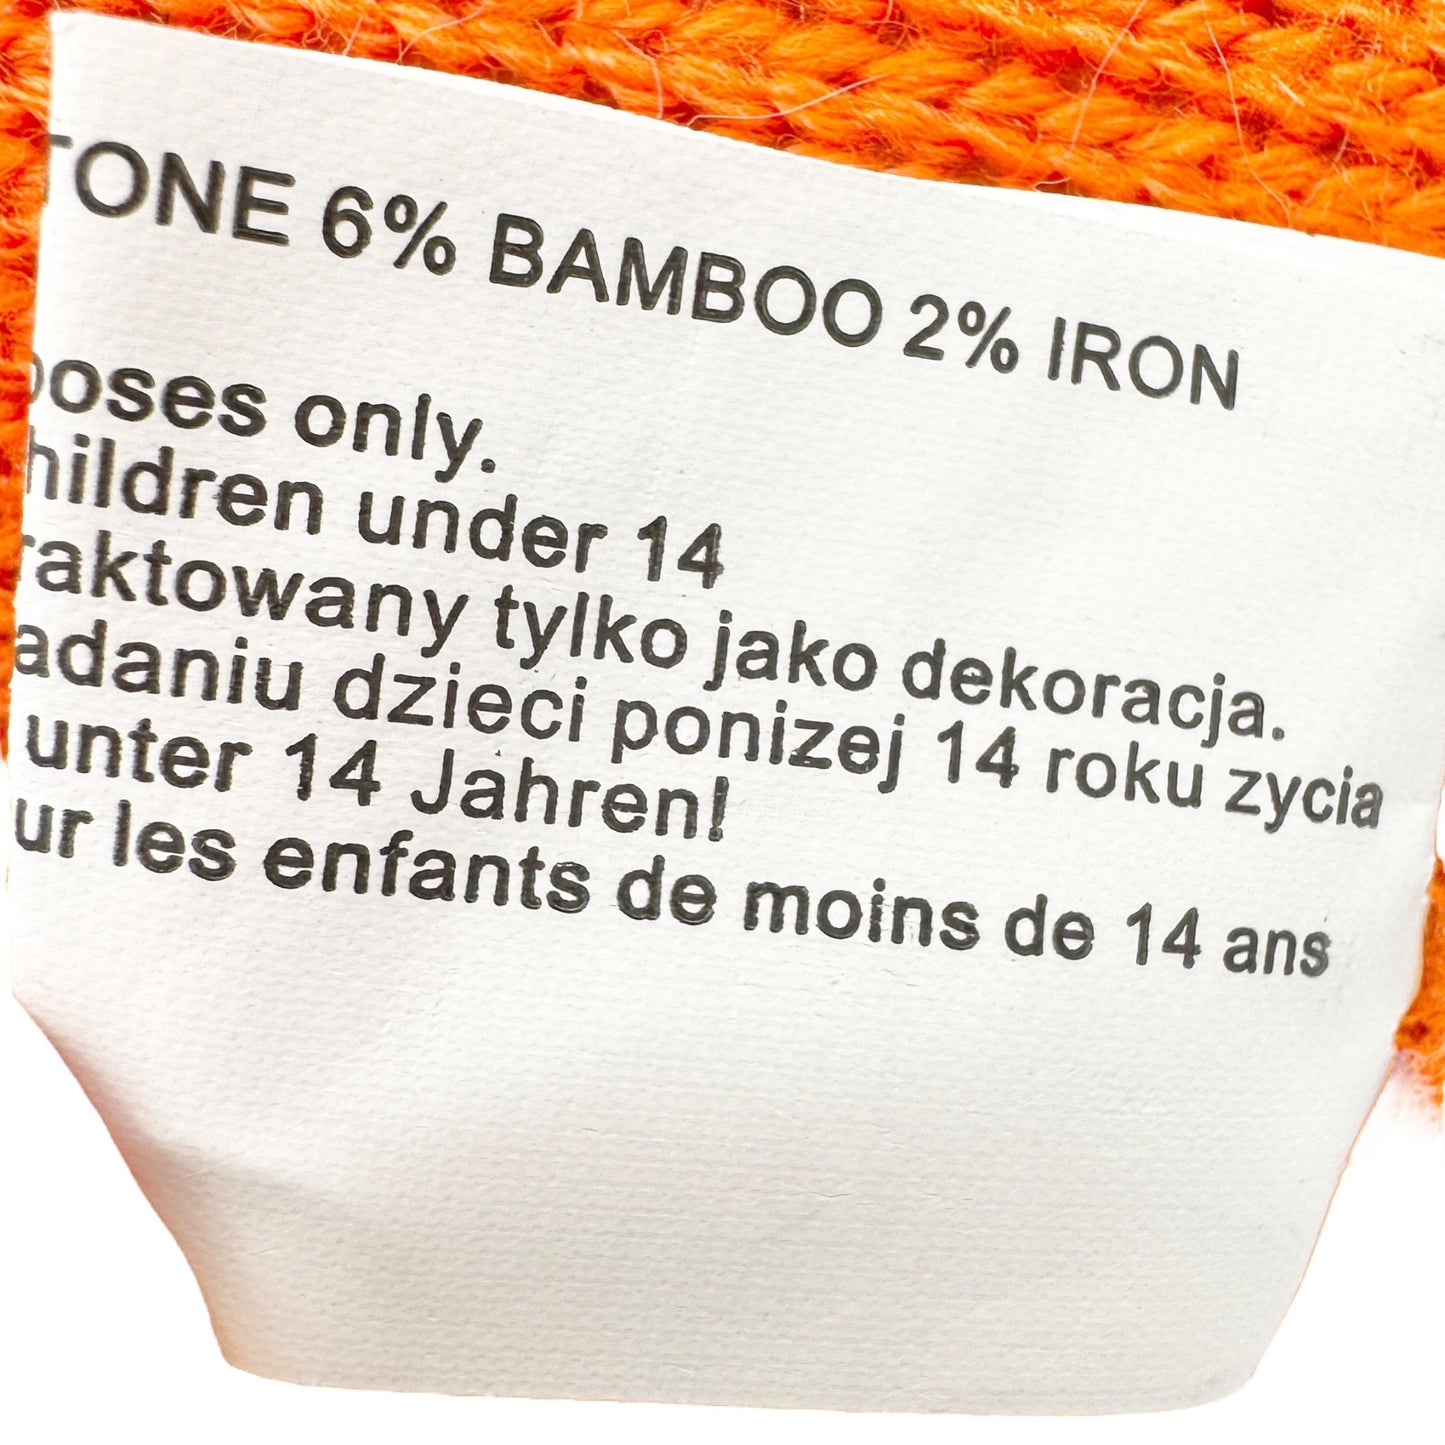 TONE 6% BAMBOO 2% IRON
poses only.
hildren under 14
raktowany tylko jako dekoracja.
adaniu dzieci ponizej 14 roku zycia
unter 14 Jahren!
ur les enfants de moins de 14 ans